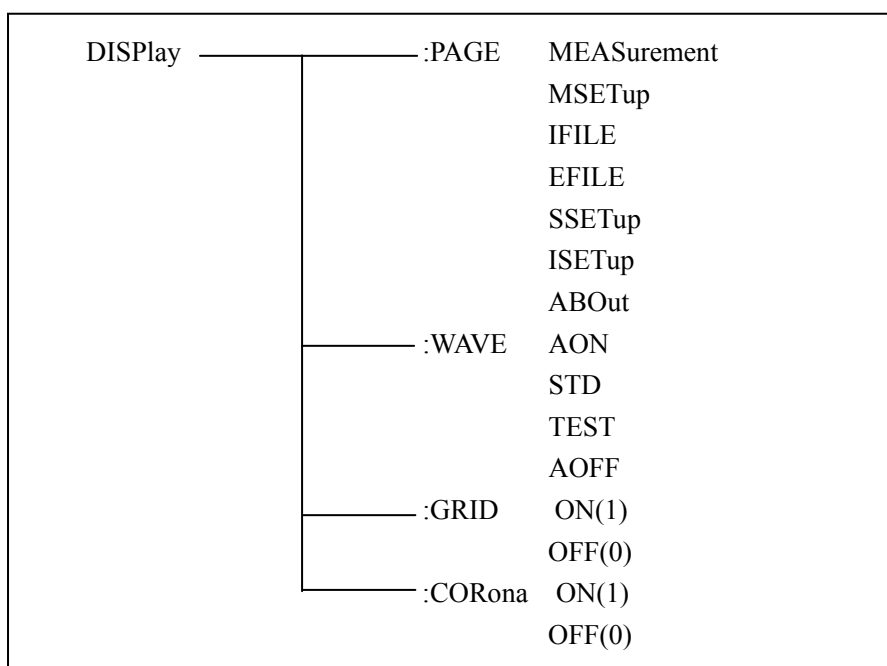 DISPlay :PAGE MEASurement
MSETup
IFILE
EFILE
SSETup
ISETup
ABOut
:WAVE AON
STD
TEST
AOFF
:GRID ON(1)
OFF(0)
:CORona ON(1)
OFF(0)